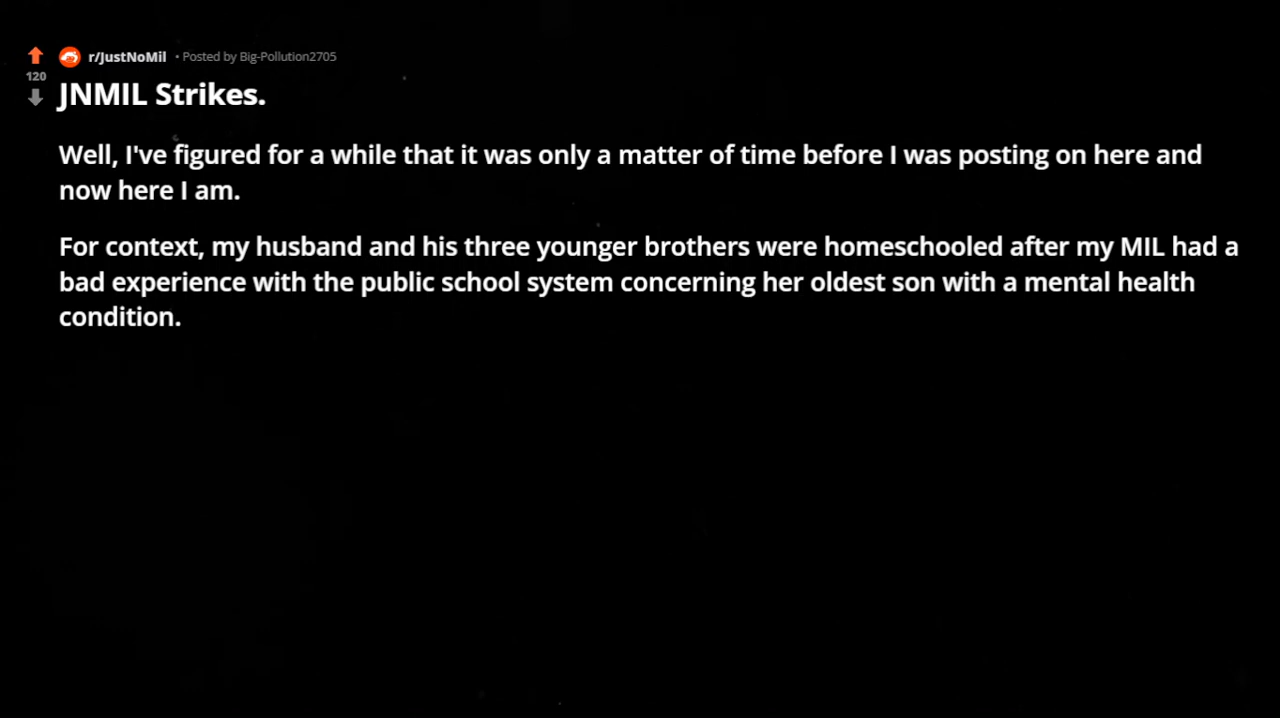 r/JustNoMil • Posted by Big-Pollution2705
120
JNMIL Strikes.
Well, I've figured for a while that it was only a matter of time before I was posting on here and
now here I am.
For context, my husband and his three younger brothers were homeschooled after my MIL had a
bad experience with the public school system concerning her oldest son with a mental health
condition.